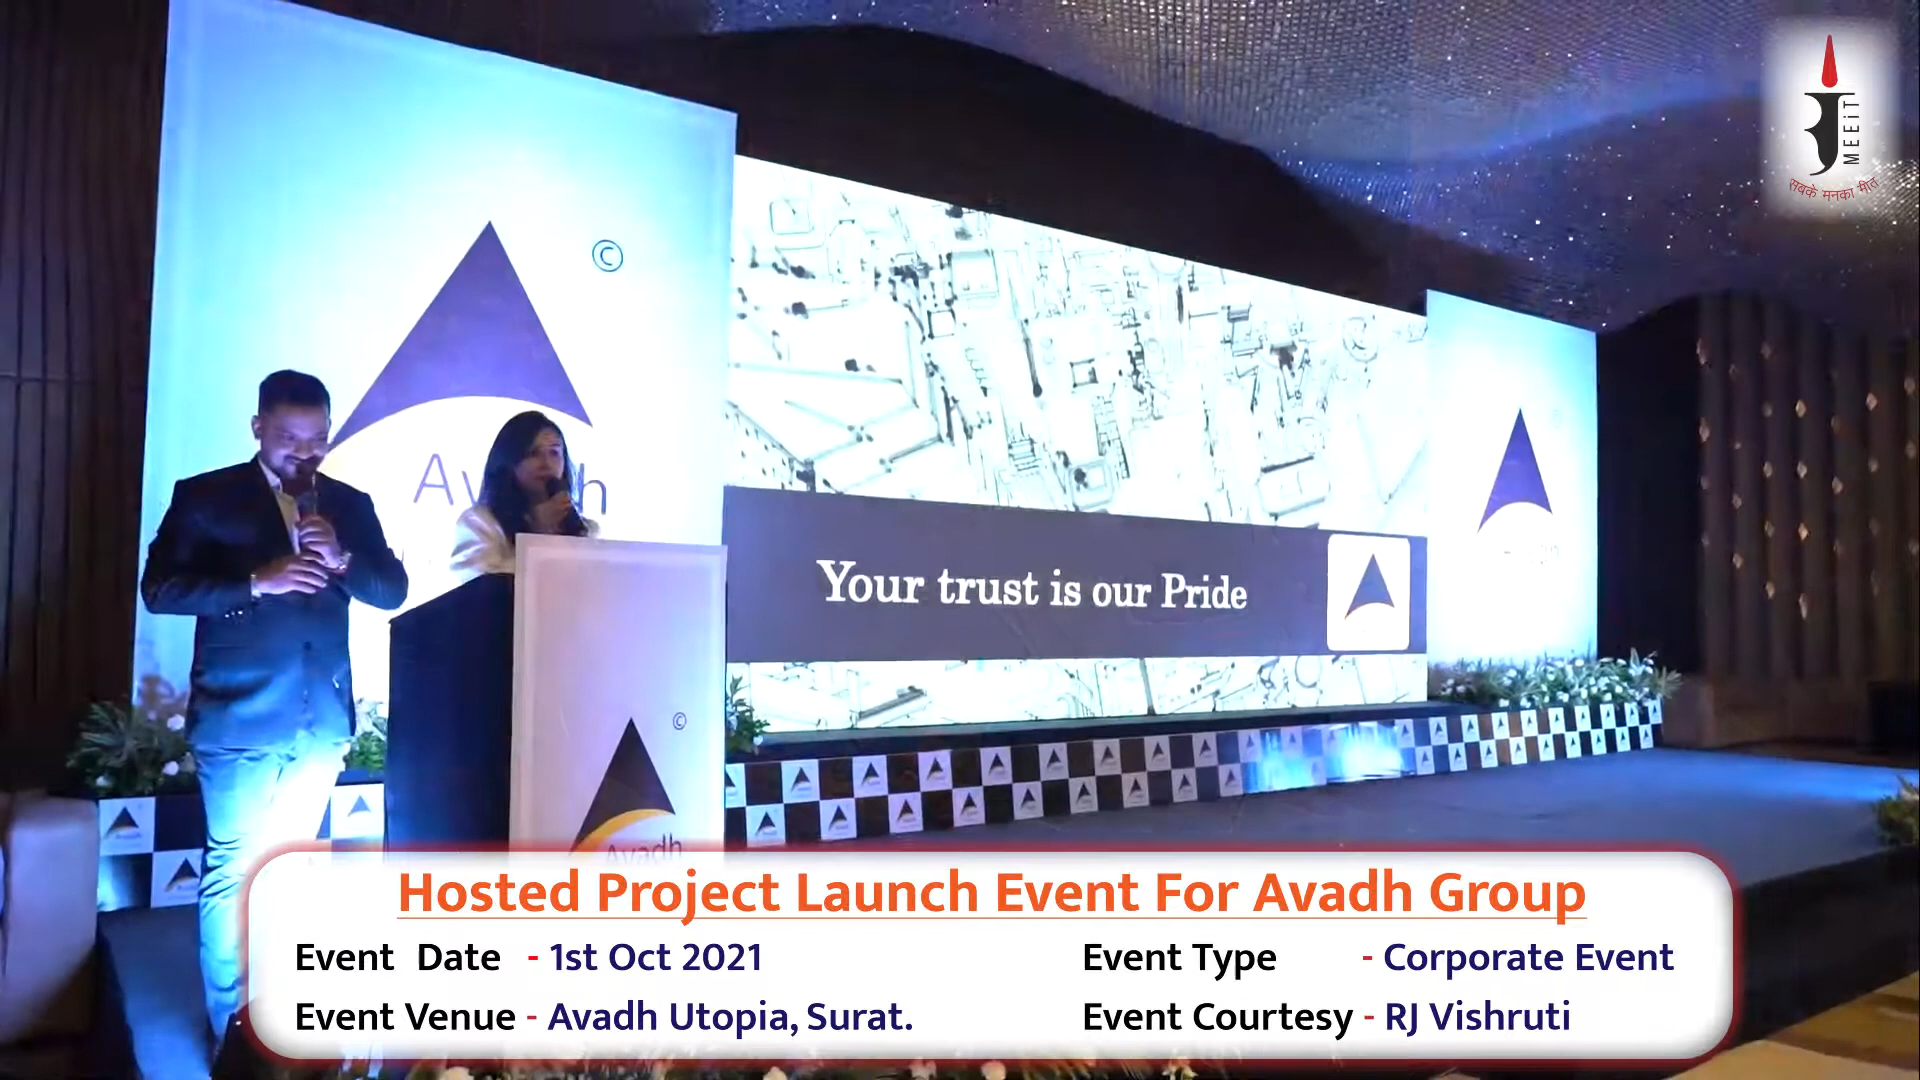 MEEiT
सबके मनका मीत
©
Avadh
Your trust is our Pride
©
Avadh
Hosted Project Launch Event For Avadh Group
Event Date - 1st Oct 2021
Event Type - Corporate Event
Event Venue - Avadh Utopia, Surat.
Event Courtesy - RJ Vishruti